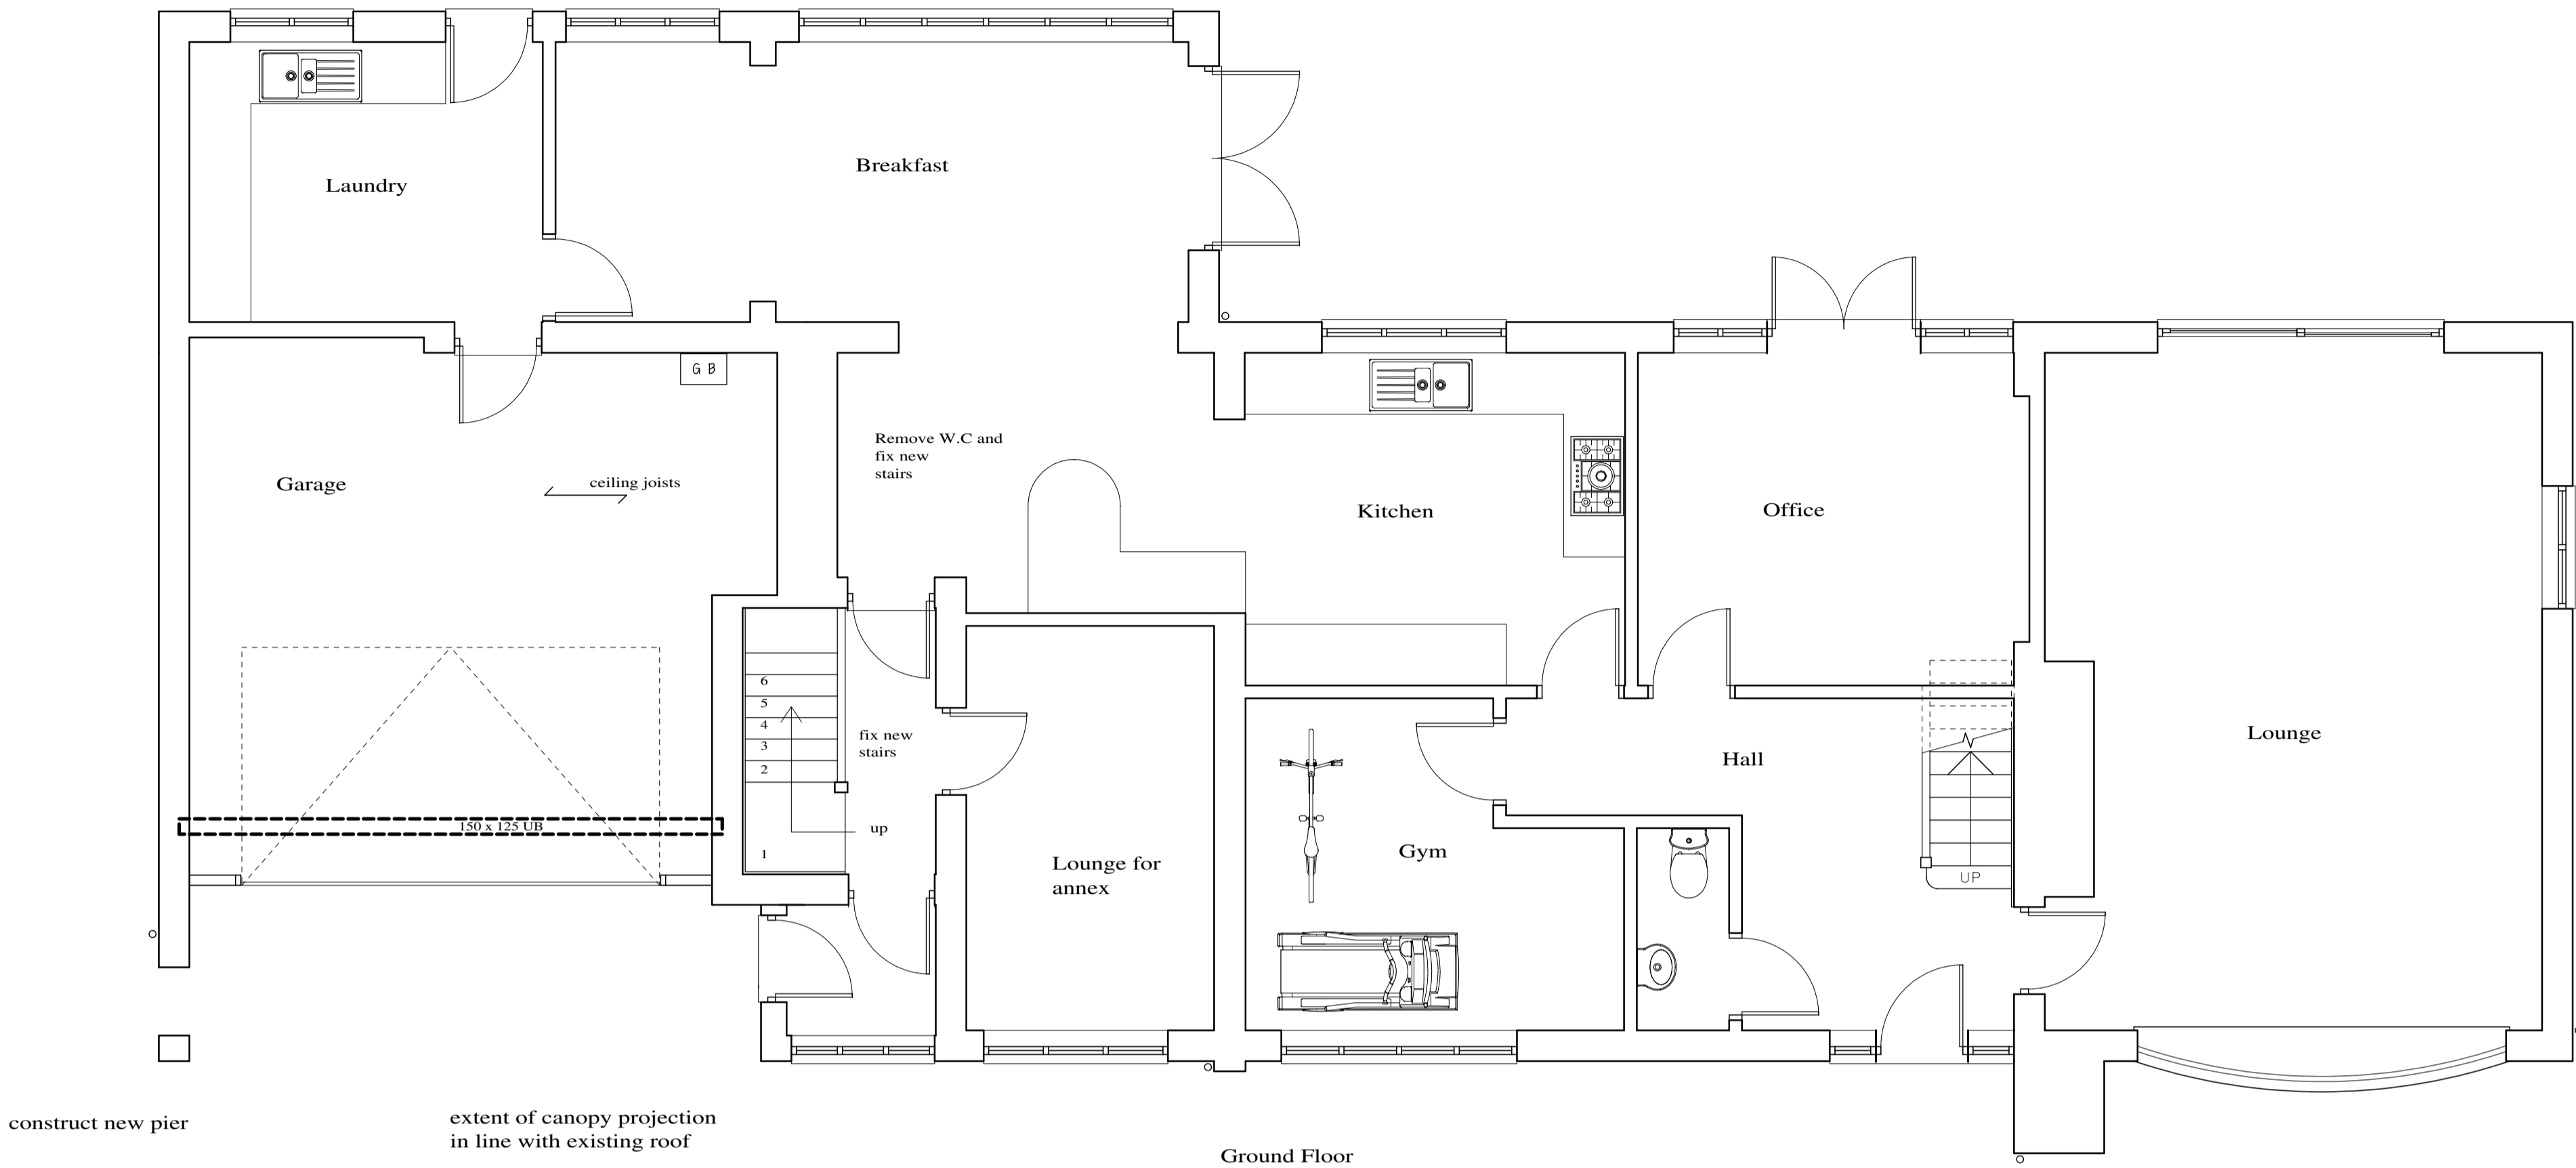 Breakfast
Laundry
G B
Remove W.C and
fix new
stairs
Garage
ceiling joists
Kitchen
Office
6
5
4
3
2
1
fix new
stairs
up
150 x 125 UB
Lounge for
annex
Gym
Hall
UP
Lounge
construct new pier
extent of canopy projection
in line with existing roof
Ground Floor